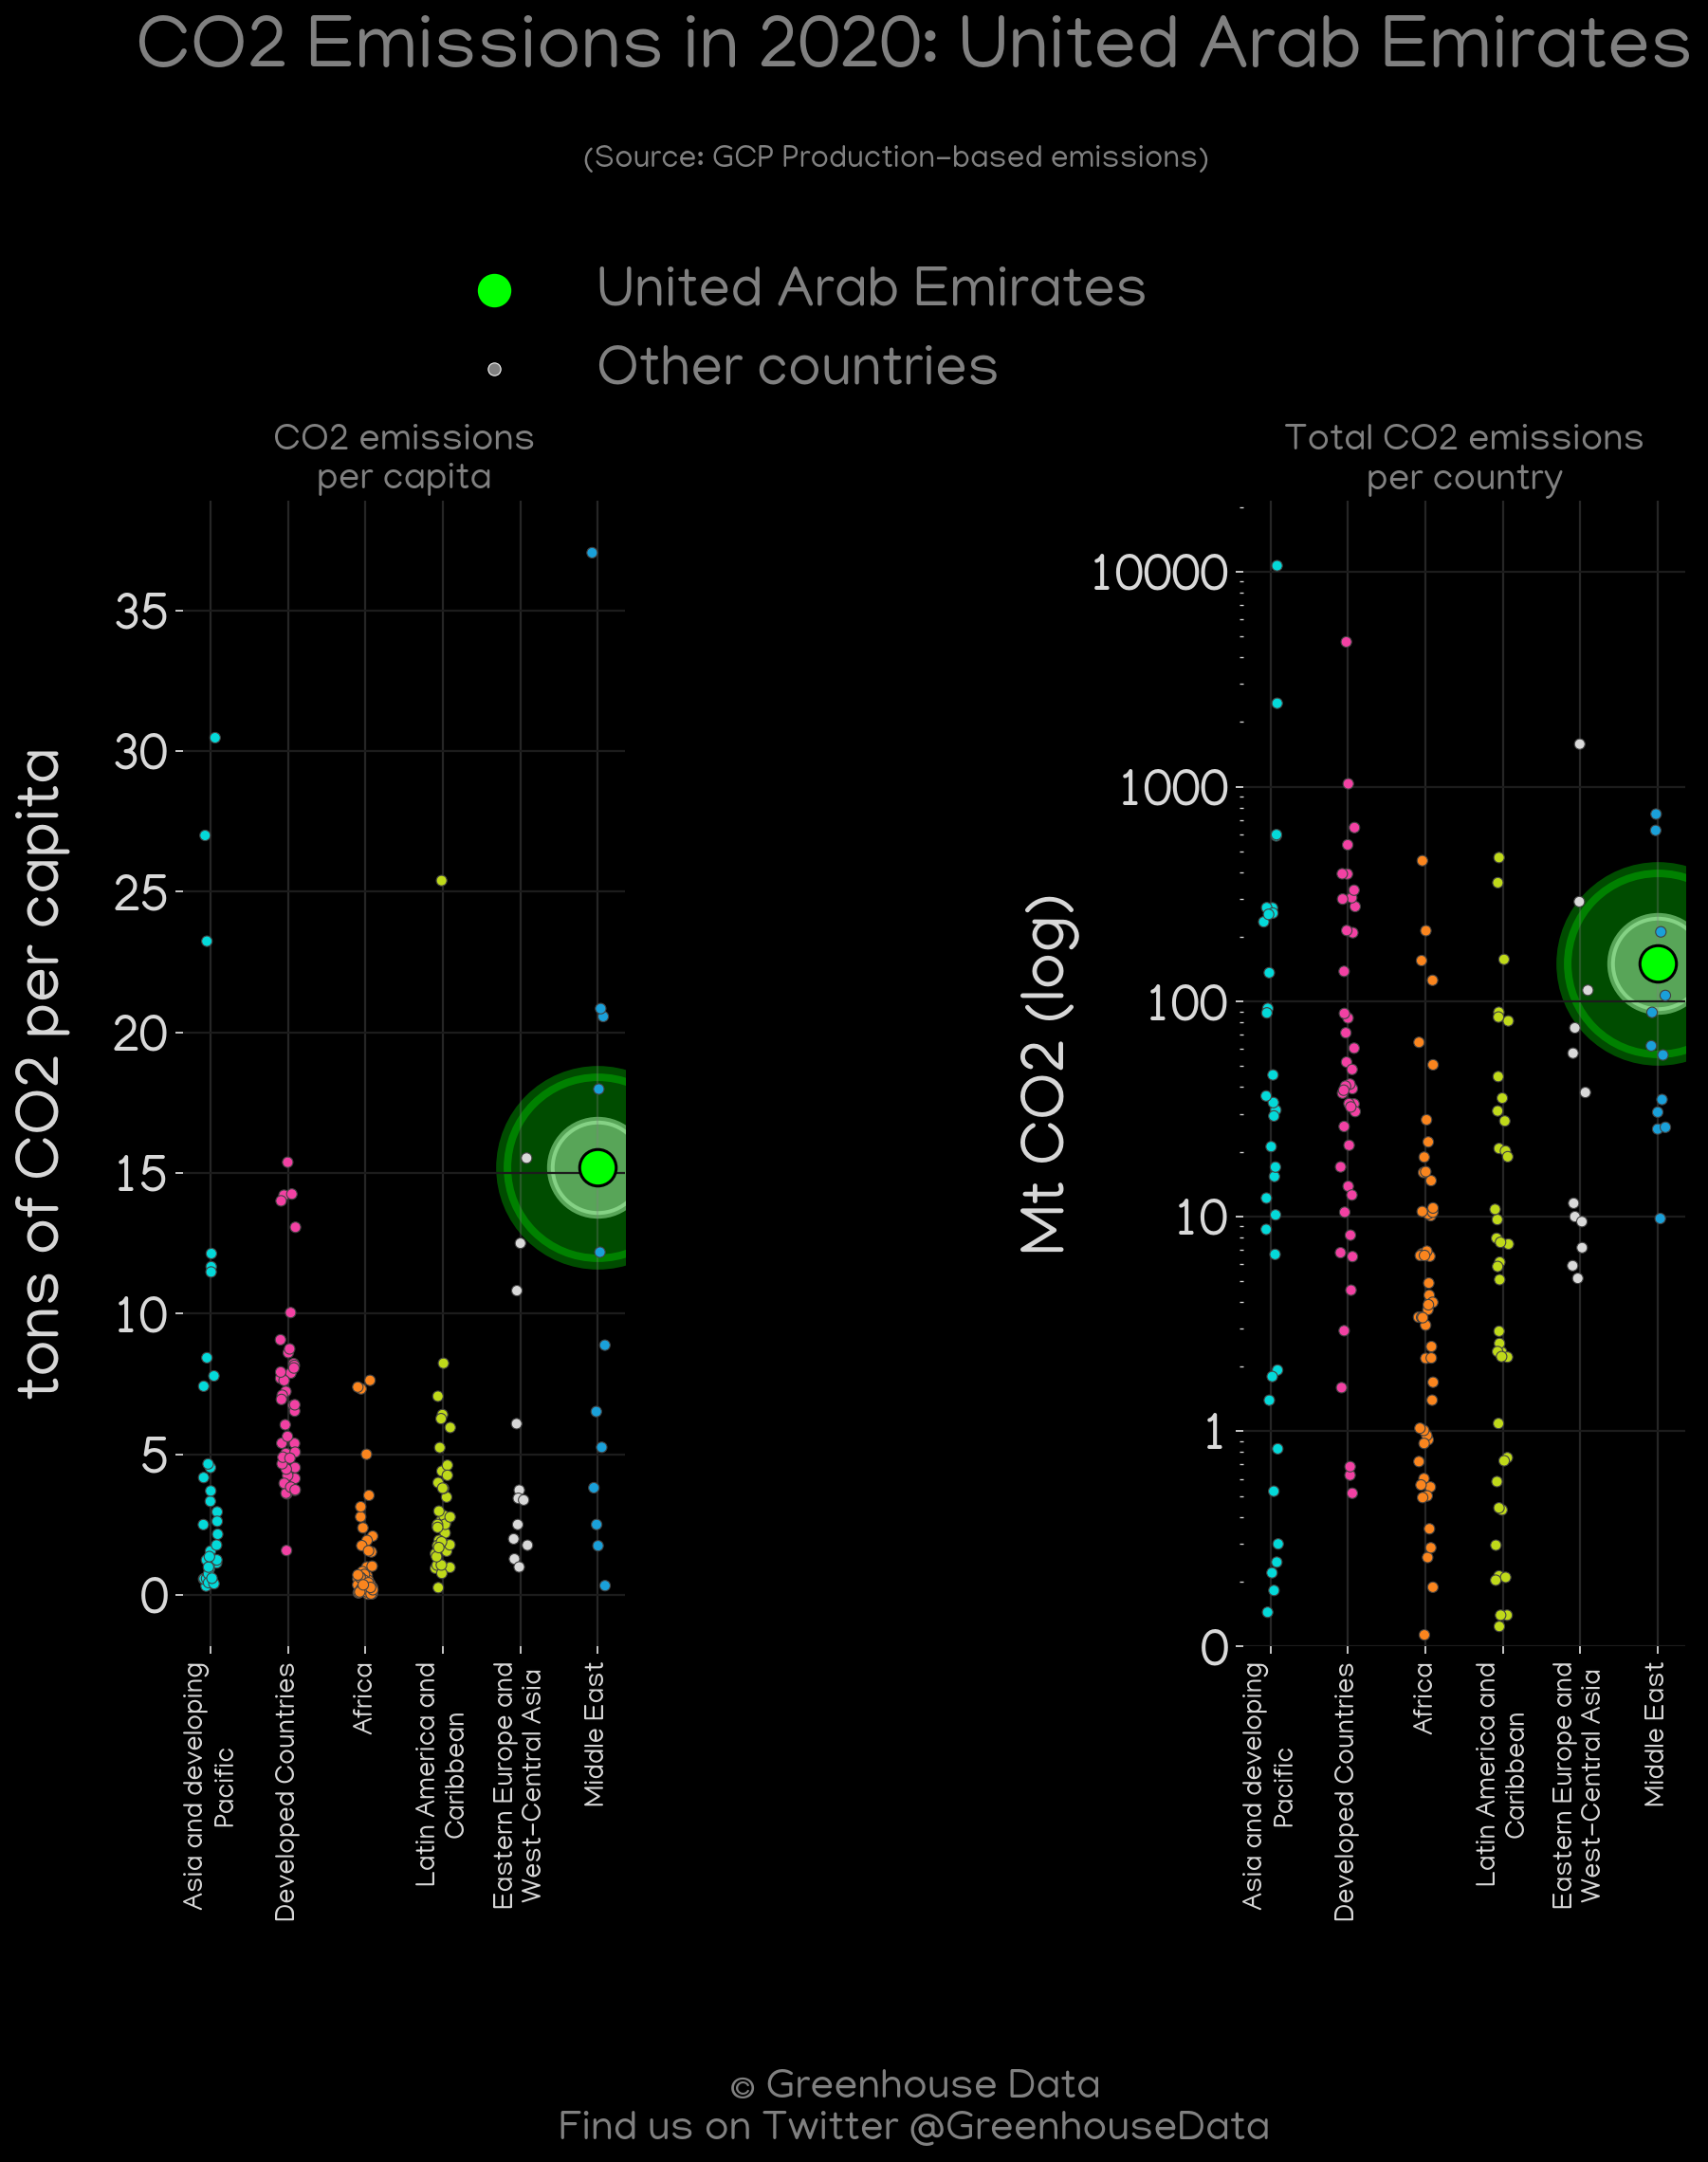 CO2 Emissions in 2020: United Arab Emirates
(Source: GCP Production-based emissions)
United Arab Emirates
Other countries
CO2 emissions
per capita
tons of CO2 per capita
35
30
25
20
15
10
5
0
Asia and developing
Pacific
Developed Countries
Africa
Latin America and
Caribbean
Eastern Europe and
West-Central Asia
Middle East
Total CO2 emissions
per country
Mt CO2 (log)
10000
1000
100
10
1
0
Asia and developing
Pacific
Developed Countries
Africa
Latin America and
Caribbean
Eastern Europe and
West-Central Asia
Middle East
© Greenhouse Data
Find us on Twitter @GreenhouseData